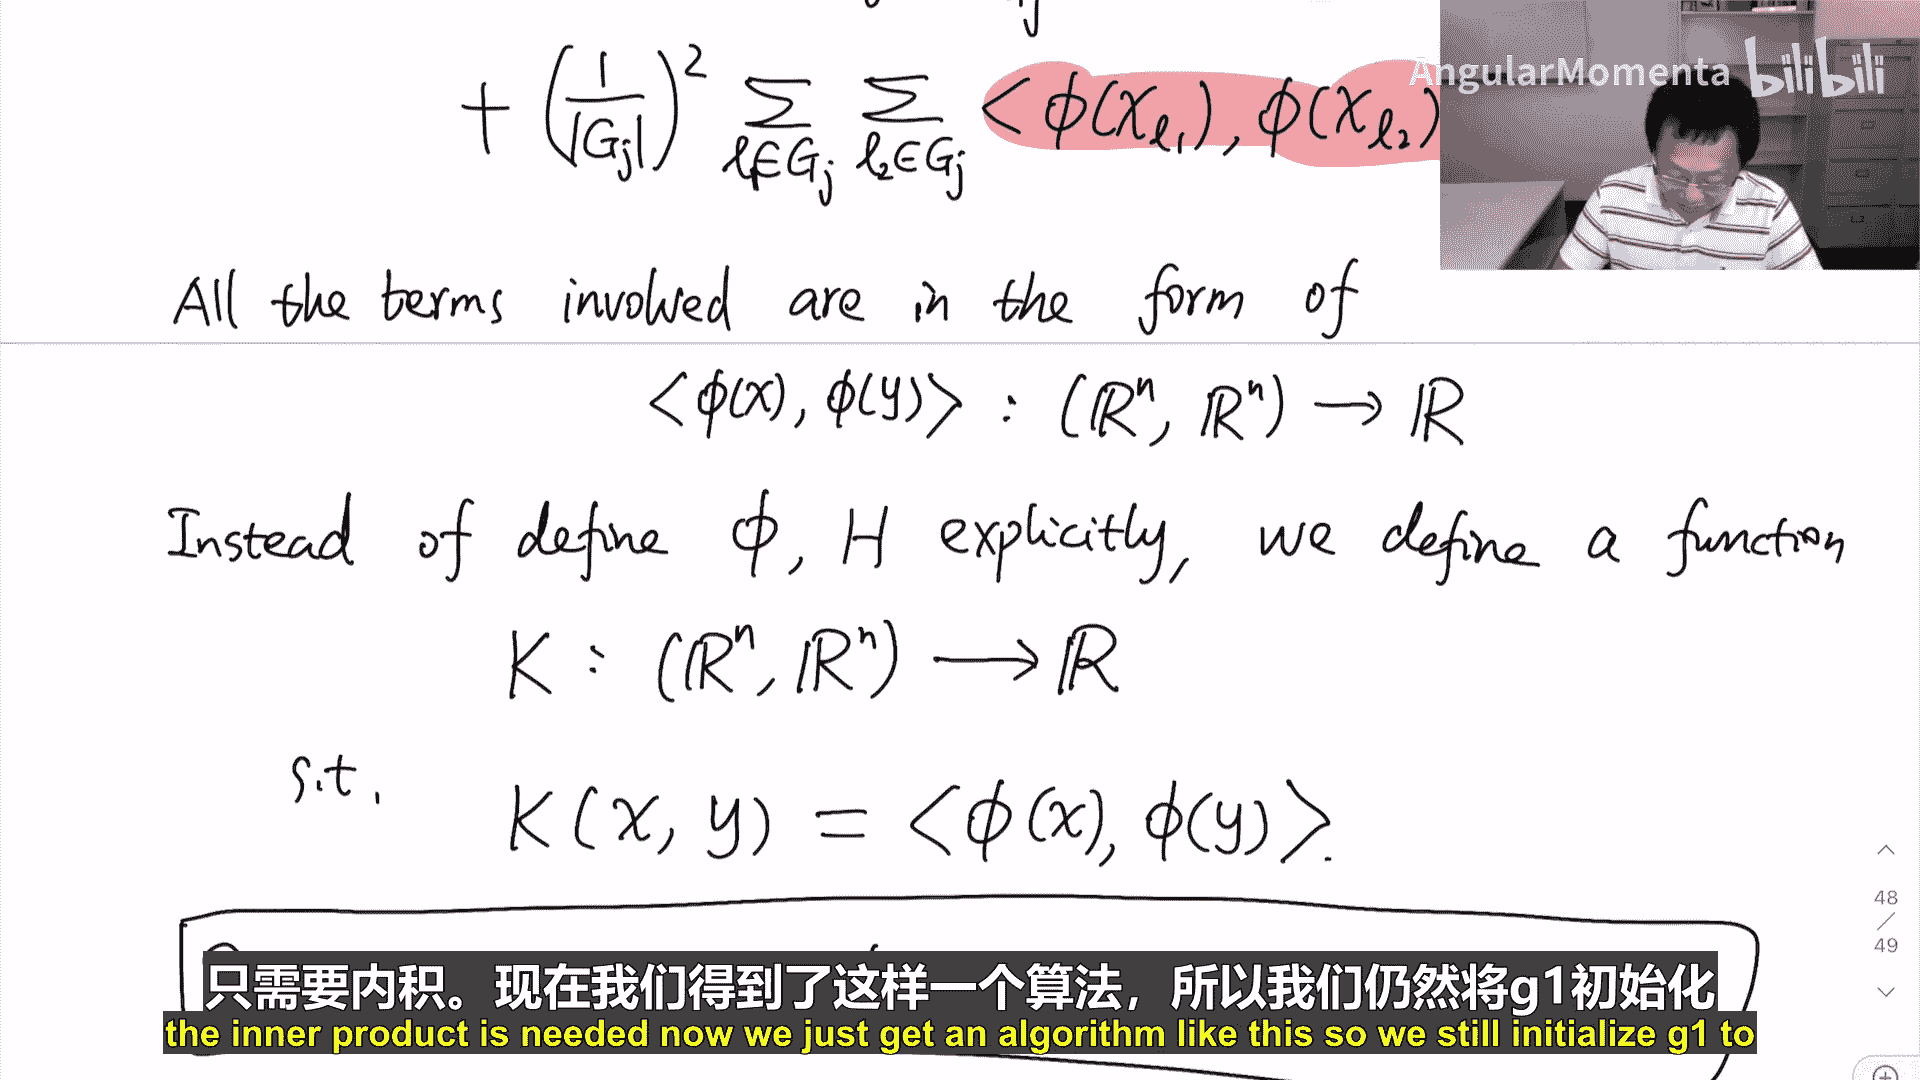 + (1/|Gj|)² Σ l₁∈Gj Σ l₂∈Gj <ϕ(x_l₁), ϕ(x_l₂)
AngularMomenta bilibili
All the terms involved are in the form of
<ϕ(x), ϕ(y)> : (ℝⁿ, ℝⁿ) → ℝ
Instead of define ϕ, H explicitly, we define a function
K : (ℝⁿ, ℝⁿ) → ℝ
s.t. K(x, y) = <ϕ(x), ϕ(y)>.
48
/
49
只需要内积。现在我们得到了这样一个算法，所以我们仍然将g1初始化
the inner product is needed now we just get an algorithm like this so we still initialize g1 to